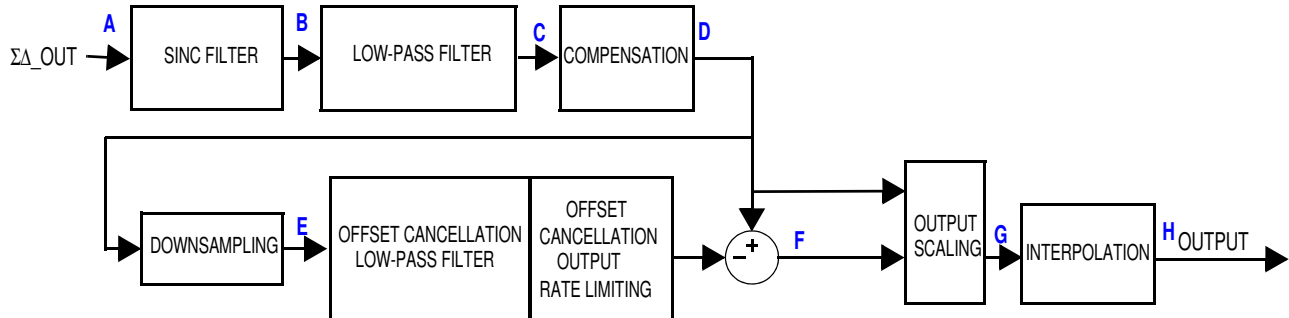 A
B
C
D
ΣΔ_OUT
SINC FILTER
LOW-PASS FILTER
COMPENSATION
DOWNSAMPLING
E
OFFSET CANCELLATION
LOW-PASS FILTER
OFFSET
CANCELLATION
OUTPUT
RATE LIMITING
+
−
F
OUTPUT
SCALING
G
INTERPOLATION
H
OUTPUT